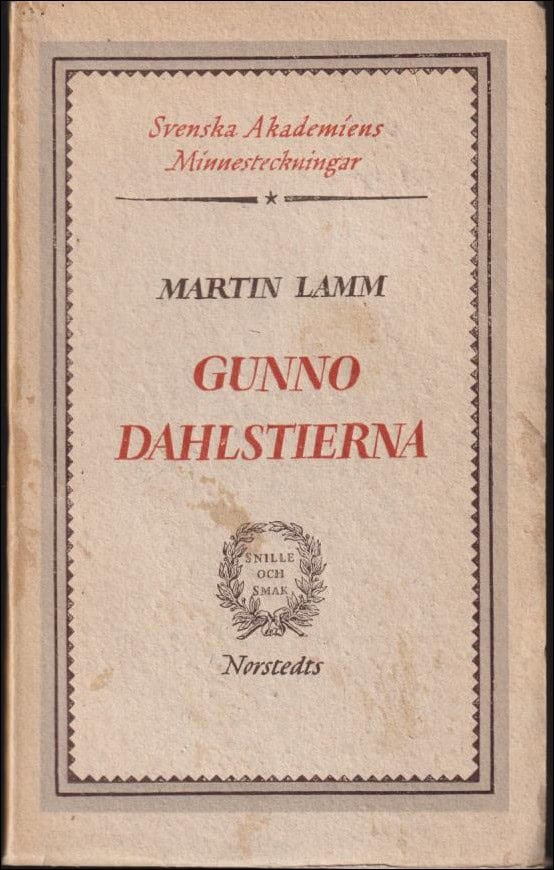 Svenska Akademiens
Minnesteckningar
MARTIN LAMM
GUNNO
DAHLSTIERNA
SNILLE
OCH
SMAK
Norstedts